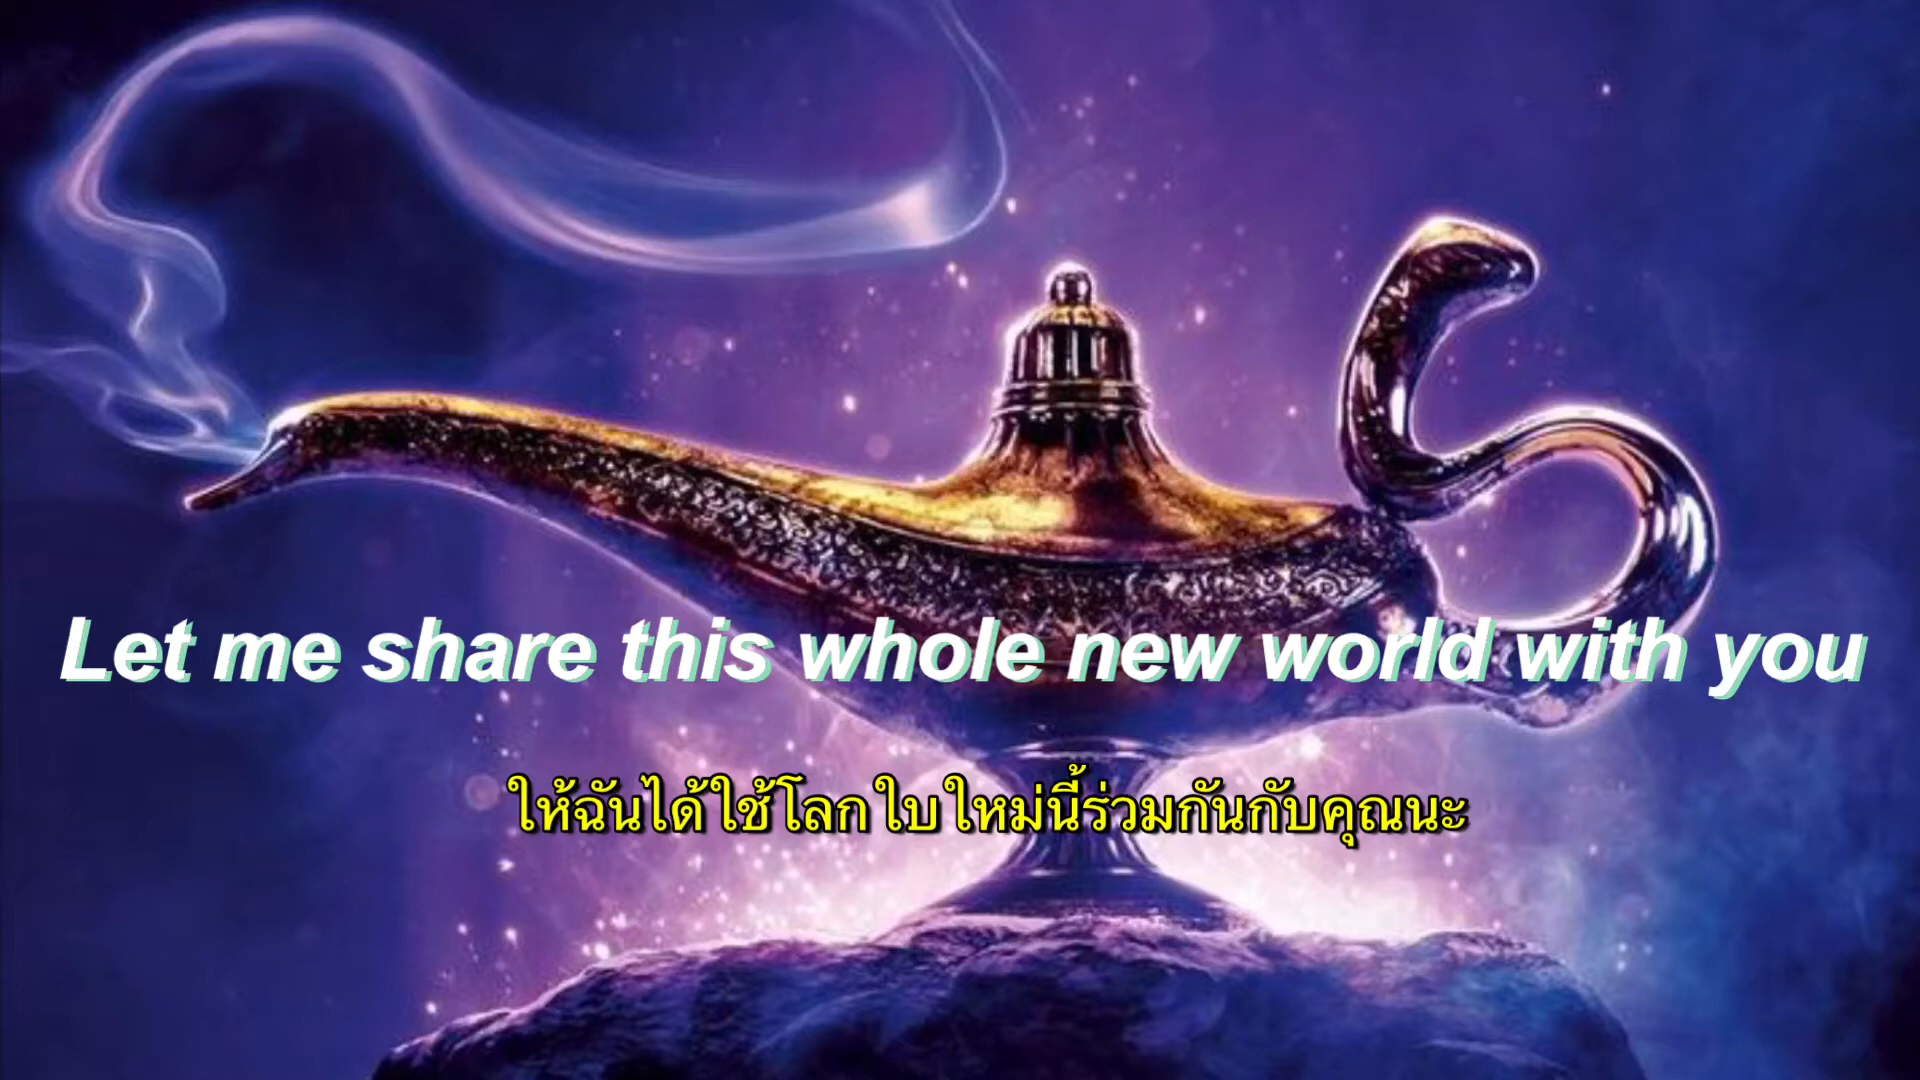 Let me share this whole new world with you
ให้ฉันได้ใช้โลกใบใหม่นี้ร่วมกันกับคุณนะ